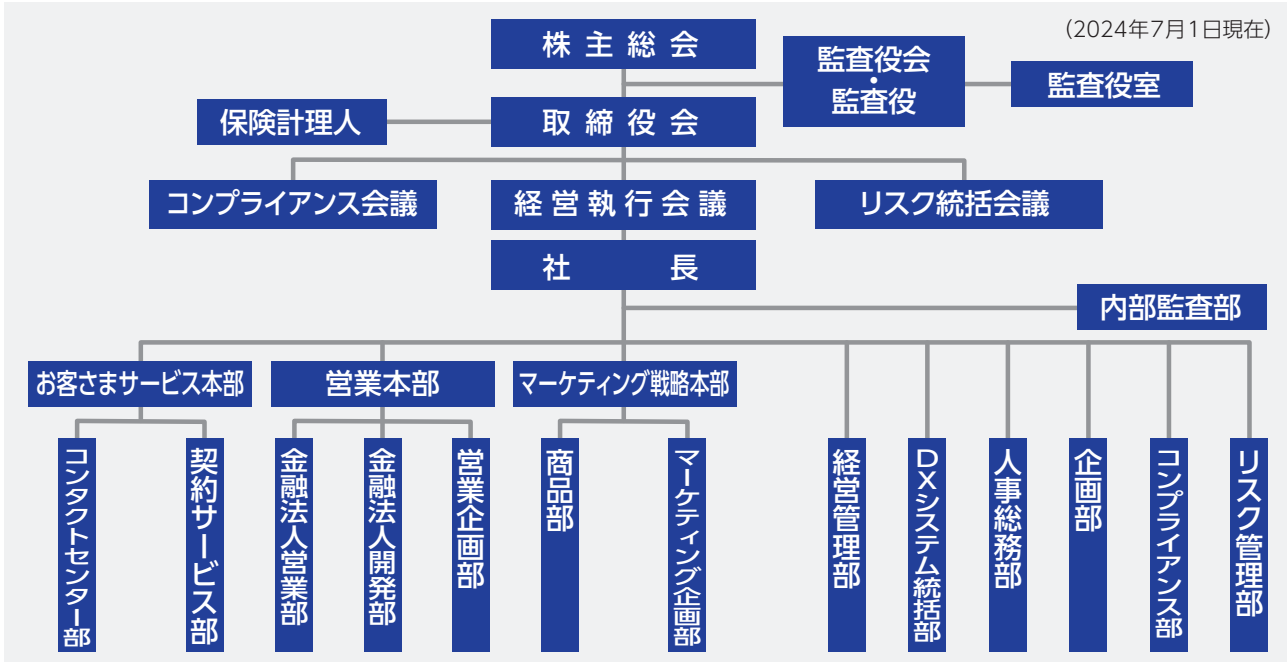 (2024年7月1日現在)
株主総会
監査役会
・
監査役
監査役室
保険計理人
取締役会
コンプライアンス会議
経営執行会議
リスク統括会議
社長
内部監査部
お客さまサービス本部
営業本部
マーケティング戦略本部
コンタクトセンター部
契約サービス部
金融法人営業部
金融法人開発部
営業企画部
商品部
マーケティング企画部
経営管理部
DXシステム統括部
人事総務部
企画部
コンプライアンス部
リスク管理部